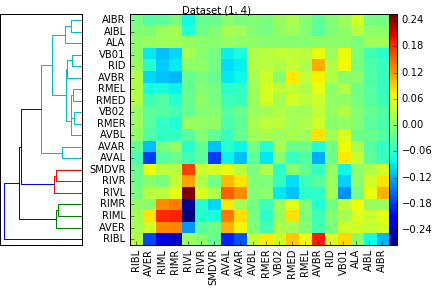 Dataset (1, 4)
AIBR
AIBL
ALA
VB01
RID
AVBR
RMEL
RMED
VB02
RMER
AVBL
AVAR
AVAL
SMDVR
RIVR
RIVL
RIMR
RIML
AVER
RIBL
RIBL
AVER
RIML
RIMR
RIVL
RIVR
SMDVR
AVAL
AVAR
AVBL
RMER
VB02
RMED
RMEL
AVBR
RID
VB01
ALA
AIBL
AIBR
0.24
0.18
0.12
0.06
0.00
−0.06
−0.12
−0.18
−0.24